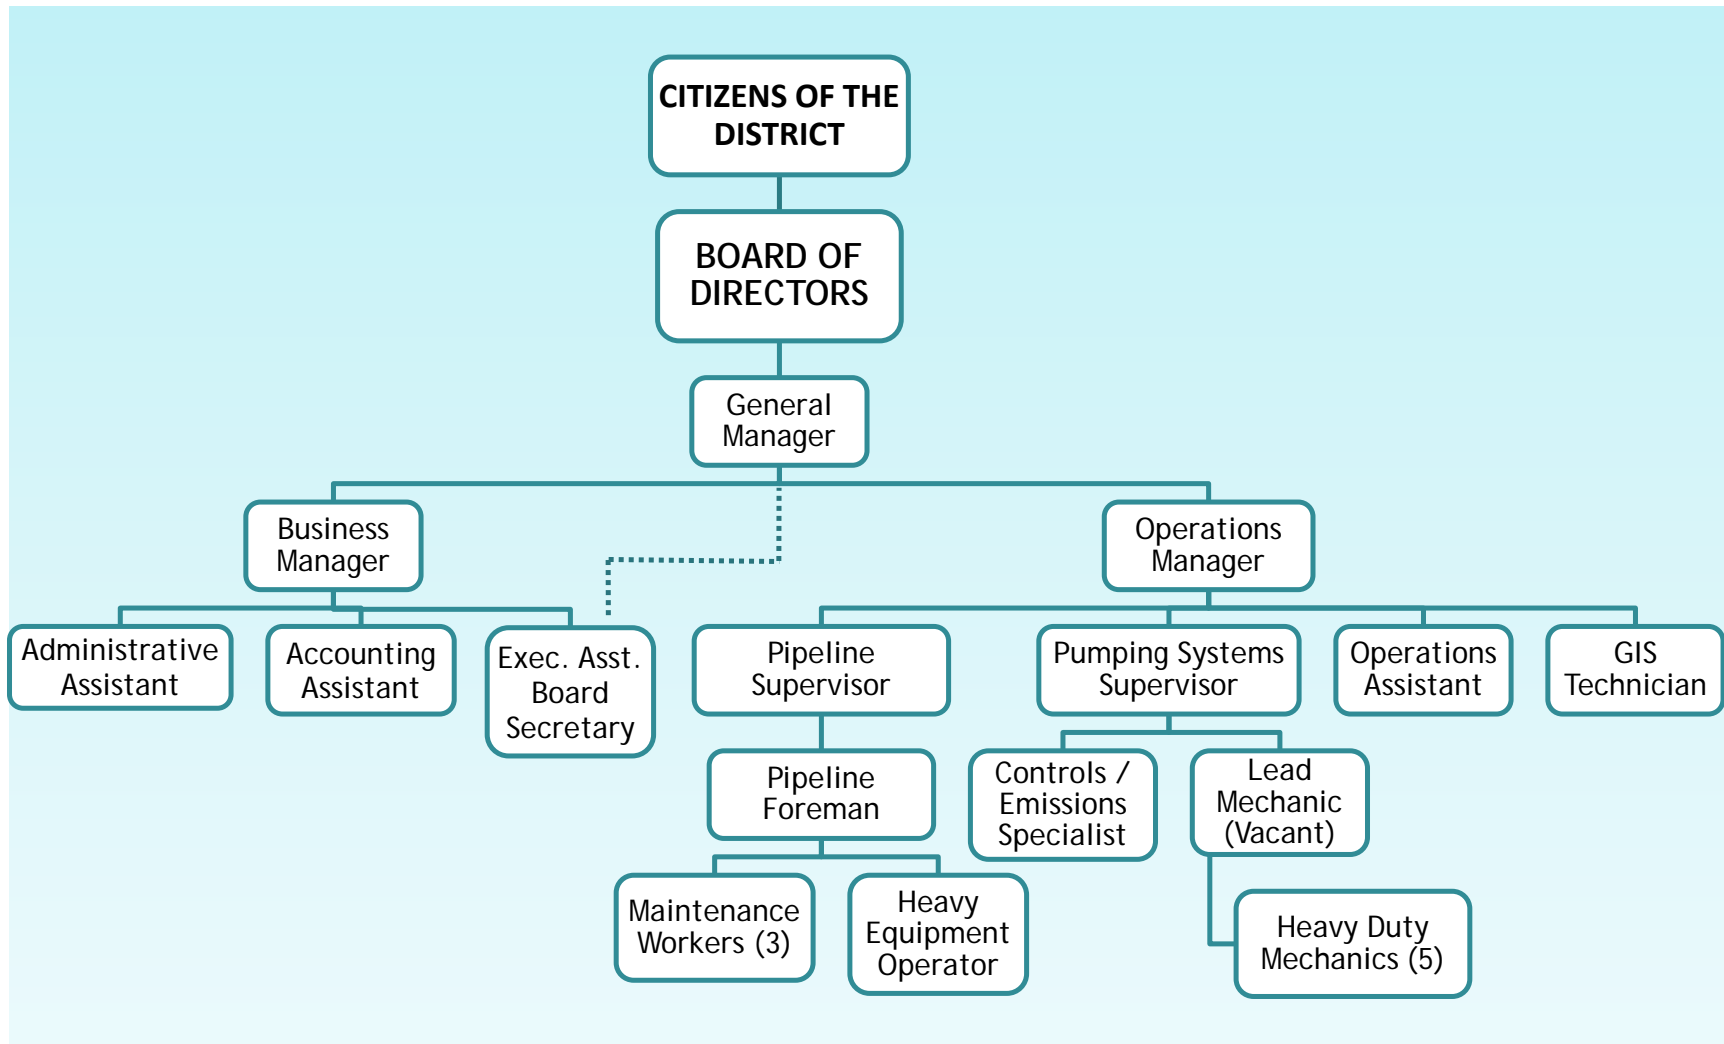 CITIZENS OF THE
DISTRICT
BOARD OF
DIRECTORS
General
Manager
Business
Manager
Operations
Manager
Administrative
Assistant
Accounting
Assistant
Exec. Asst.
Board
Secretary
Pipeline
Supervisor
Pumping Systems
Supervisor
Operations
Assistant
GIS
Technician
Pipeline
Foreman
Controls /
Emissions
Specialist
Lead
Mechanic
(Vacant)
Maintenance
Workers (3)
Heavy
Equipment
Operator
Heavy Duty
Mechanics (5)